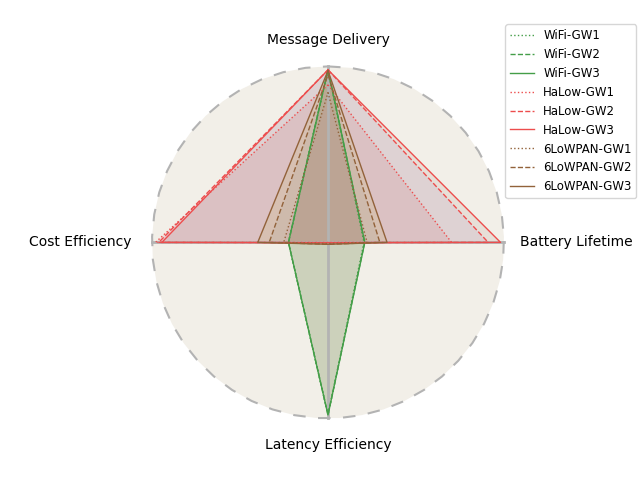 Message Delivery
WiFi-GW1
WiFi-GW2
WiFi-GW3
HaLow-GW1
HaLow-GW2
HaLow-GW3
6LoWPAN-GW1
6LoWPAN-GW2
6LoWPAN-GW3
Cost Efficiency
Battery Lifetime
Latency Efficiency